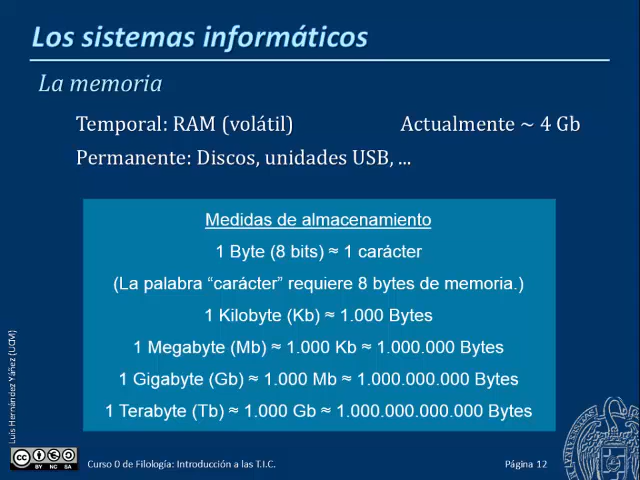 Los sistemas informáticos
La memoria
Temporal: RAM (volátil) Actualmente ~ 4 Gb
Permanente: Discos, unidades USB, ...
Medidas de almacenamiento
1 Byte (8 bits) ≈ 1 carácter
(La palabra “carácter” requiere 8 bytes de memoria.)
1 Kilobyte (Kb) ≈ 1.000 Bytes
1 Megabyte (Mb) ≈ 1.000 Kb ≈ 1.000.000 Bytes
1 Gigabyte (Gb) ≈ 1.000 Mb ≈ 1.000.000.000 Bytes
1 Terabyte (Tb) ≈ 1.000 Gb ≈ 1.000.000.000.000 Bytes
Luis Hernández Yáñez (UCM)
cc BY NC SA
Curso 0 de Filología: Introducción a las T.I.C. Página 12